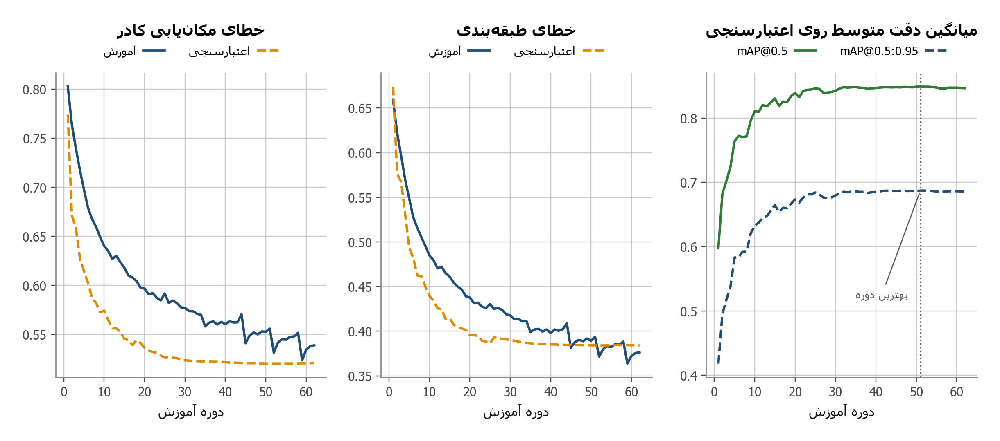 خطای مکان‌یابی کادر
آموزش اعتبارسنجی
0.80
0.75
0.70
0.65
0.60
0.55
0 10 20 30 40 50 60
دوره آموزش
خطای طبقه‌بندی
آموزش اعتبارسنجی
0.65
0.60
0.55
0.50
0.45
0.40
0.35
0 10 20 30 40 50 60
دوره آموزش
میانگین دقت متوسط روی اعتبارسنجی
mAP@0.5 mAP@0.5:0.95
0.8
0.7
0.6
0.5
0.4
بهترین دوره
0 10 20 30 40 50 60
دوره آموزش